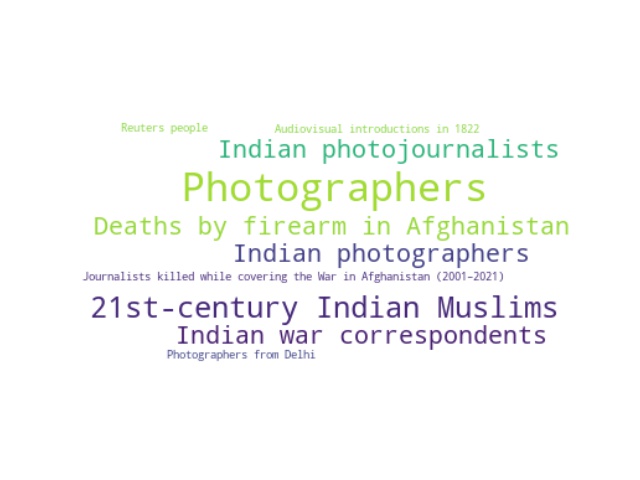 Reuters people
Audiovisual introductions in 1822
Indian photojournalists
Photographers
Deaths by firearm in Afghanistan
Indian photographers
Journalists killed while covering the War in Afghanistan (2001–2021)
21st-century Indian Muslims
Indian war correspondents
Photographers from Delhi